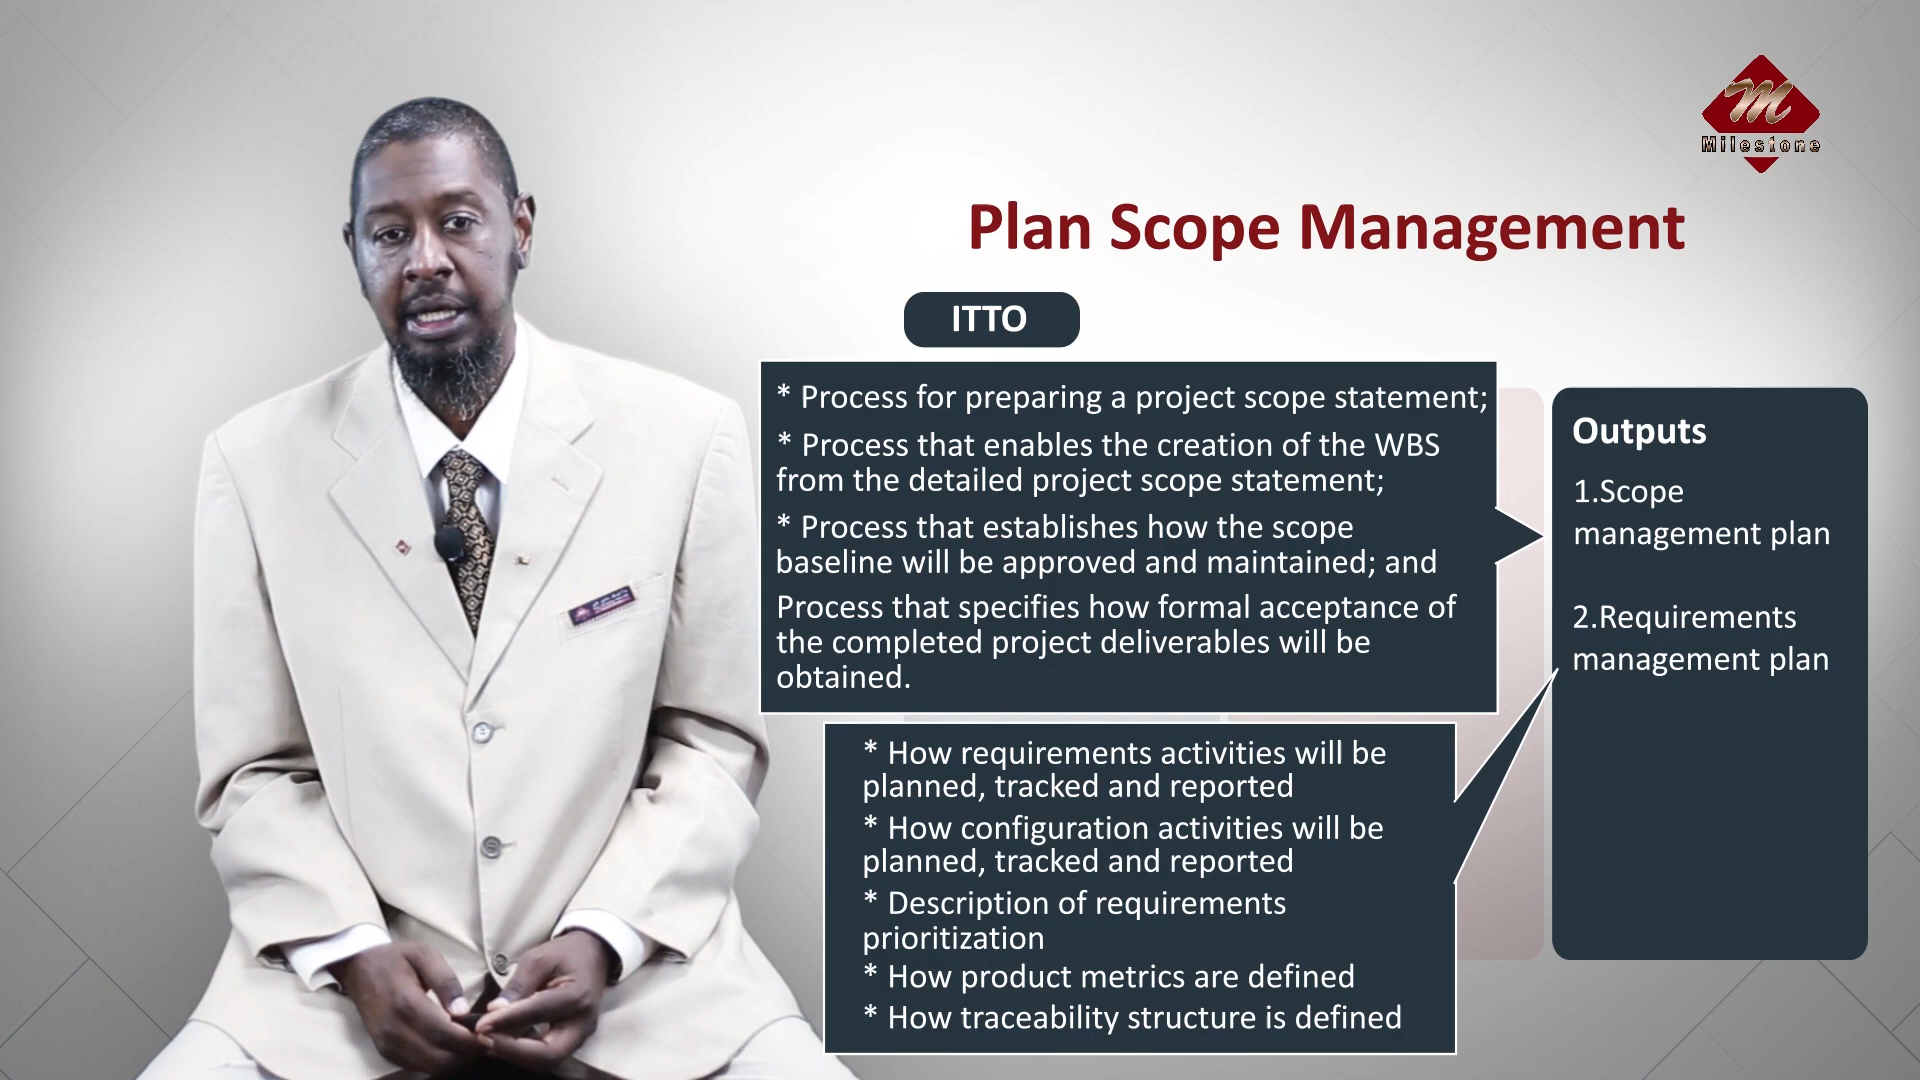 Milestone
Plan Scope Management
ITTO
* Process for preparing a project scope statement;
* Process that enables the creation of the WBS
from the detailed project scope statement;
* Process that establishes how the scope
baseline will be approved and maintained; and
Process that specifies how formal acceptance of
the completed project deliverables will be
obtained.
Outputs
1.Scope
management plan
2.Requirements
management plan
* How requirements activities will be
planned, tracked and reported
* How configuration activities will be
planned, tracked and reported
* Description of requirements
prioritization
* How product metrics are defined
* How traceability structure is defined